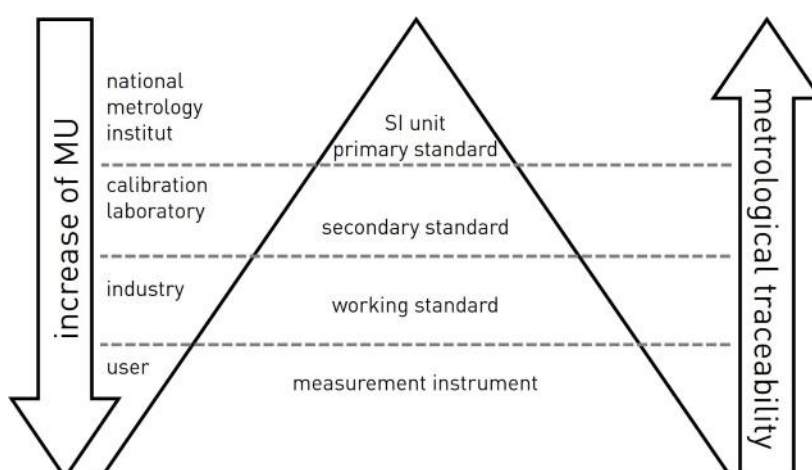 increase of MU
national
metrology
institut
SI unit
primary standard
calibration
laboratory
secondary standard
industry
working standard
user
measurement instrument
metrological traceability